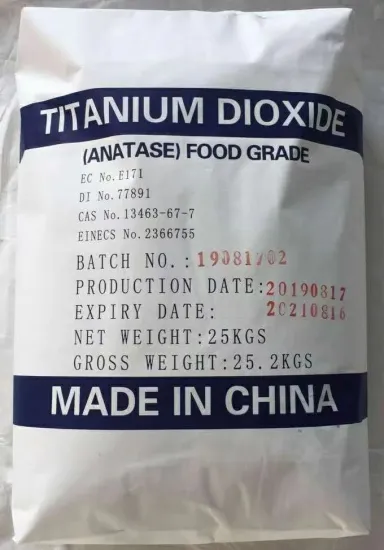 TITANIUM DIOXIDE
(ANATASE) FOOD GRADE
EC No.E171
DI No.77891
CAS No.13463-67-7
EINECS No.2366755
BATCH NO.: 19081702
PRODUCTION DATE:20190817
EXPIRY DATE: 20210816
NET WEIGHT:25KGS
GROSS WEIGHT:25.2KGS
MADE IN CHINA